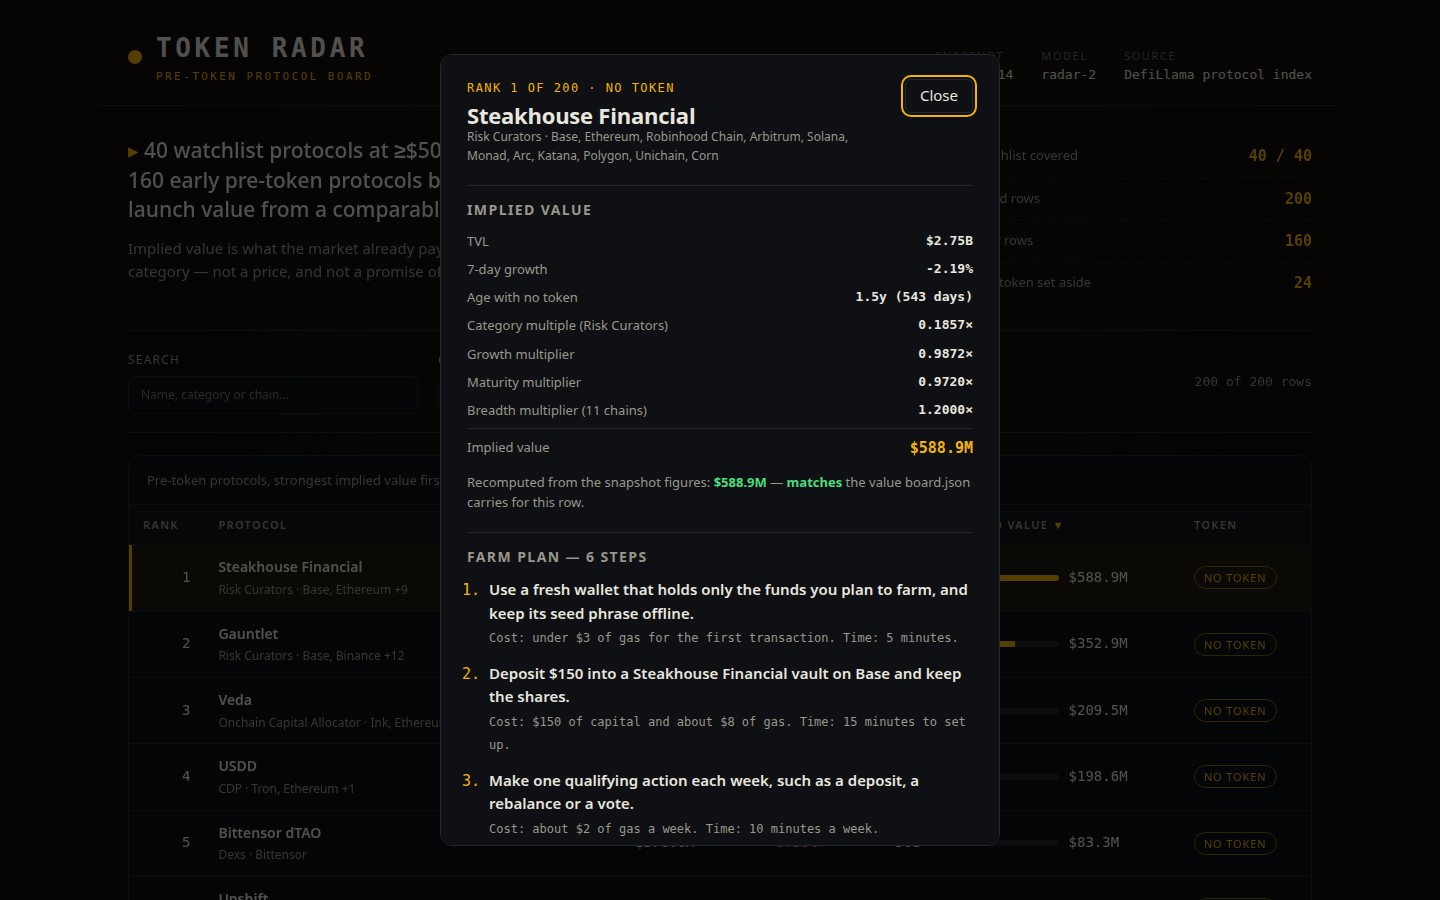 TOKEN RADAR
PRE-TOKEN PROTOCOL BOARD
MODEL
SOURCE
14
radar-2
DefiLlama protocol index
▸ 40 watchlist protocols at ≥$50
160 early pre-token protocols b
launch value from a comparabl
Implied value is what the market already pay
category — not a price, and not a promise of
hlist covered
40 / 40
d rows
200
rows
160
token set aside
24
SEARCH
Name, category or chain...
200 of 200 rows
Pre-token protocols, strongest implied value firs
RANK
PROTOCOL
VALUE ▼
TOKEN
1
Steakhouse Financial
Risk Curators · Base, Ethereum +9
$588.9M
NO TOKEN
2
Gauntlet
Risk Curators · Base, Binance +12
$352.9M
NO TOKEN
3
Veda
Onchain Capital Allocator · Ink, Ethereu
$209.5M
NO TOKEN
4
USDD
CDP · Tron, Ethereum +1
$198.6M
NO TOKEN
5
Bittensor dTAO
Dexs · Bittensor
$83.3M
NO TOKEN
RANK 1 OF 200 · NO TOKEN
Steakhouse Financial
Risk Curators · Base, Ethereum, Robinhood Chain, Arbitrum, Solana,
Monad, Arc, Katana, Polygon, Unichain, Corn
Close
IMPLIED VALUE
TVL
$2.75B
7-day growth
-2.19%
Age with no token
1.5y (543 days)
Category multiple (Risk Curators)
0.1857×
Growth multiplier
0.9872×
Maturity multiplier
0.9720×
Breadth multiplier (11 chains)
1.2000×
Implied value
$588.9M
Recomputed from the snapshot figures: $588.9M — matches the value board.json
carries for this row.
FARM PLAN — 6 STEPS
1. Use a fresh wallet that holds only the funds you plan to farm, and
keep its seed phrase offline.
Cost: under $3 of gas for the first transaction. Time: 5 minutes.
2. Deposit $150 into a Steakhouse Financial vault on Base and keep
the shares.
Cost: $150 of capital and about $8 of gas. Time: 15 minutes to set
up.
3. Make one qualifying action each week, such as a deposit, a
rebalance or a vote.
Cost: about $2 of gas a week. Time: 10 minutes a week.